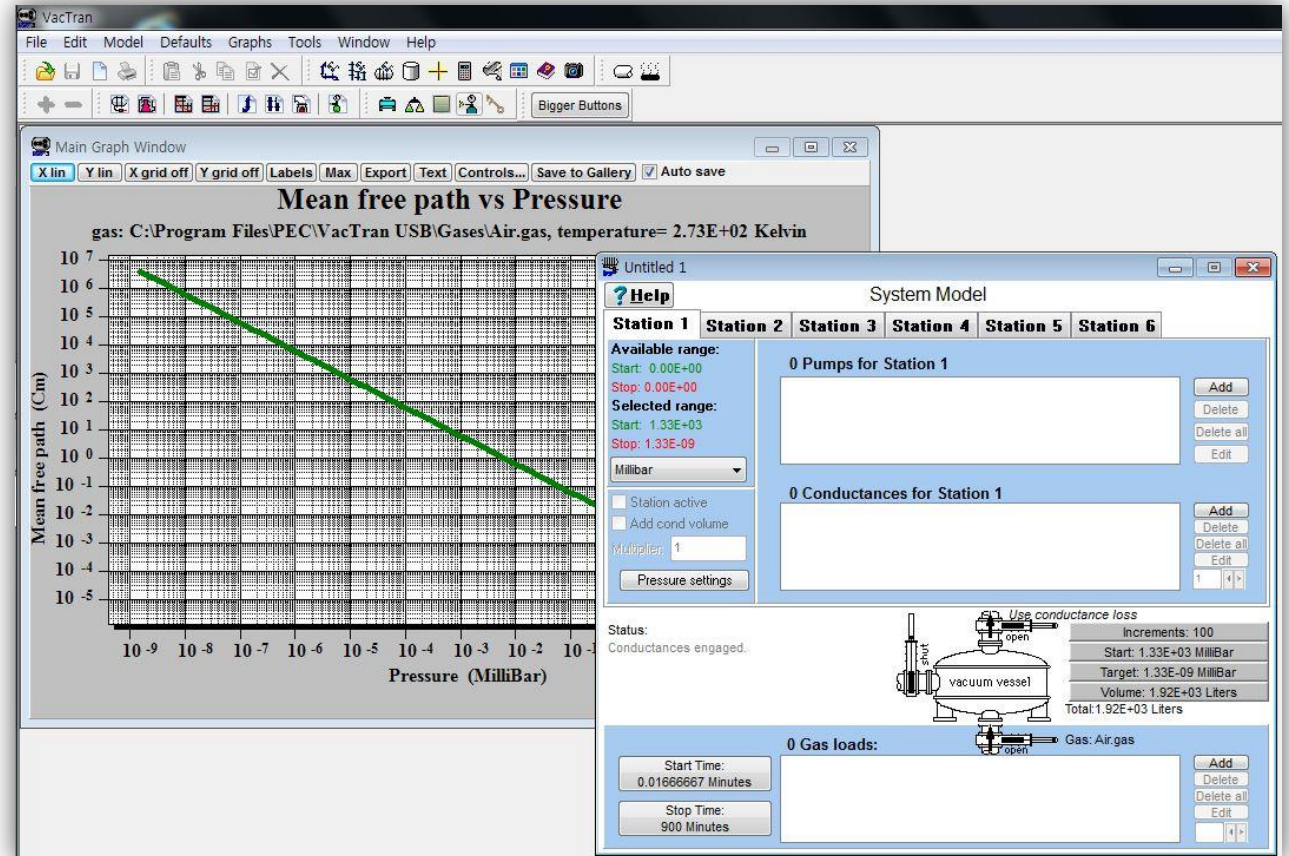 VacTran
File Edit Model Defaults Graphs Tools Window Help
Bigger Buttons
Main Graph Window
X lin Y lin X grid off Y grid off Labels Max Export Text Controls... Save to Gallery Auto save
Mean free path vs Pressure
gas: C:\Program Files\PEC\VacTran USB\Gases\Air.gas, temperature= 2.73E+02 Kelvin
Mean free path (Cm)
10 7
10 6
10 5
10 4
10 3
10 2
10 1
10 0
10 -1
10 -2
10 -3
10 -4
10 -5
10 -9 10 -8 10 -7 10 -6 10 -5 10 -4 10 -3 10 -2 10 -
Pressure (MilliBar)
Untitled 1
?Help
System Model
Station 1 Station 2 Station 3 Station 4 Station 5 Station 6
Available range:
Start: 0.00E+00
Stop: 0.00E+00
Selected range:
Start: 1.33E+03
Stop: 1.33E-09
Millibar
Station active
Add cond volume
Multiplier: 1
Pressure settings
0 Pumps for Station 1
Add
Delete
Delete all
Edit
0 Conductances for Station 1
Add
Delete
Delete all
Edit
1
Status:
Conductances engaged.
Use conductance loss
open
shut
vacuum vessel
open
Increments: 100
Start: 1.33E+03 MilliBar
Target: 1.33E-09 MilliBar
Volume: 1.92E+03 Liters
Total:1.92E+03 Liters
Gas: Air.gas
0 Gas loads:
Start Time:
0.01666667 Minutes
Stop Time:
900 Minutes
Add
Delete
Delete all
Edit